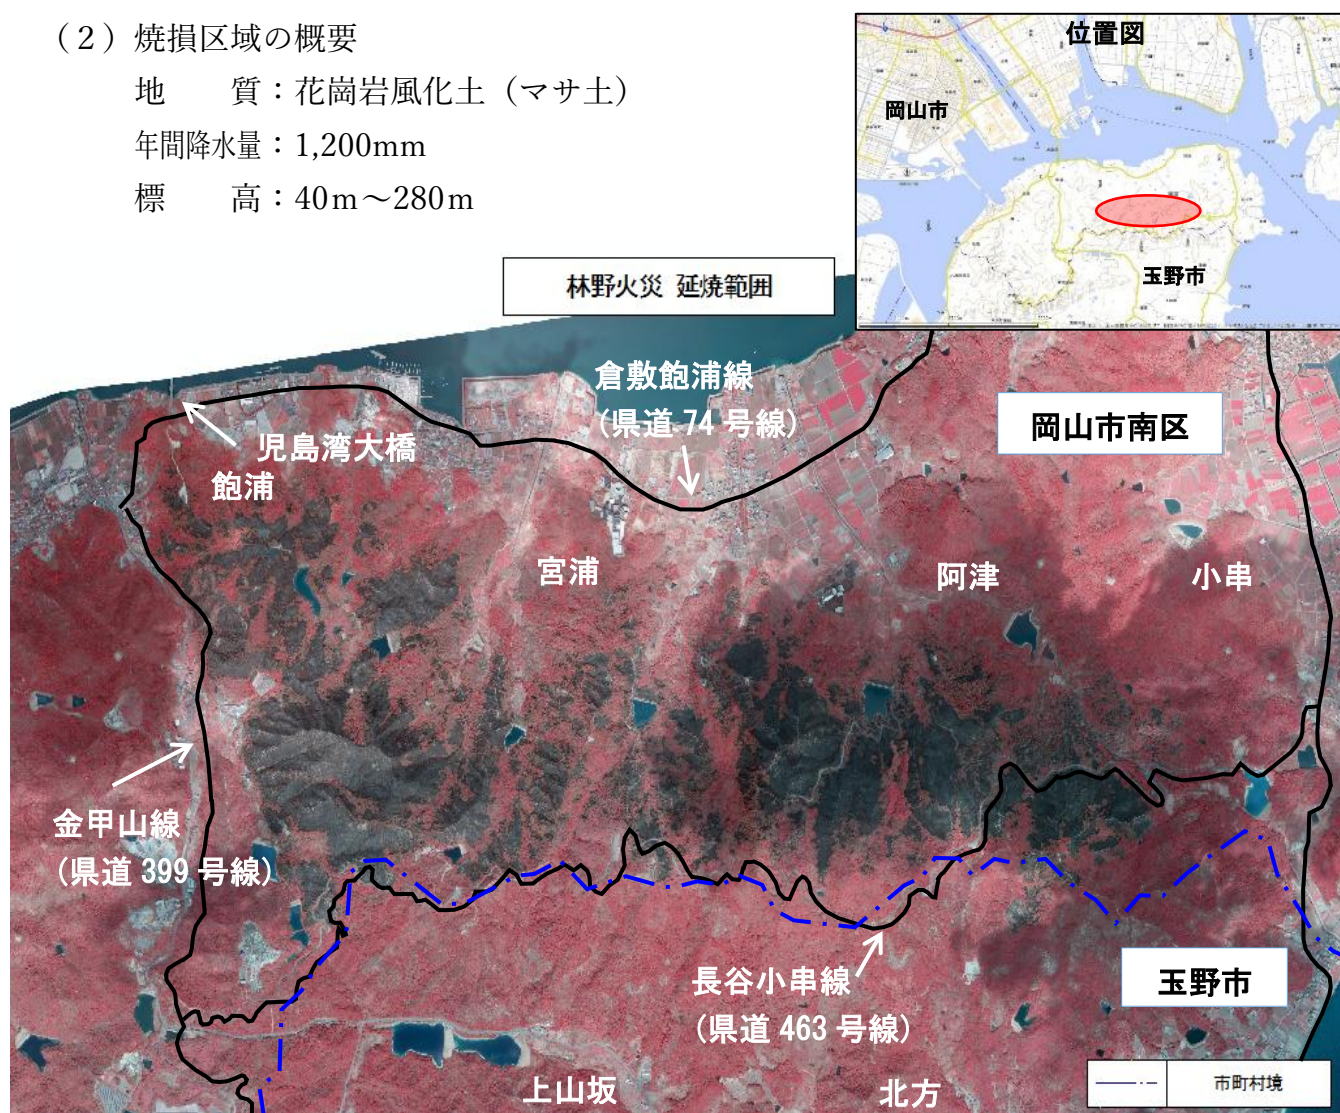 （２）焼損区域の概要
地　　質：花崗岩風化土（マサ土）
年間降水量：1,200mm
標　　高：40ｍ～280ｍ
位置図
岡山市
玉野市
林野火災 延焼範囲
倉敷飽浦線
(県道 74 号線)
岡山市南区
児島湾大橋
飽浦
宮浦
阿津
小串
金甲山線
(県道 399 号線)
長谷小串線
(県道 463 号線)
玉野市
上山坂
北方
市町村境